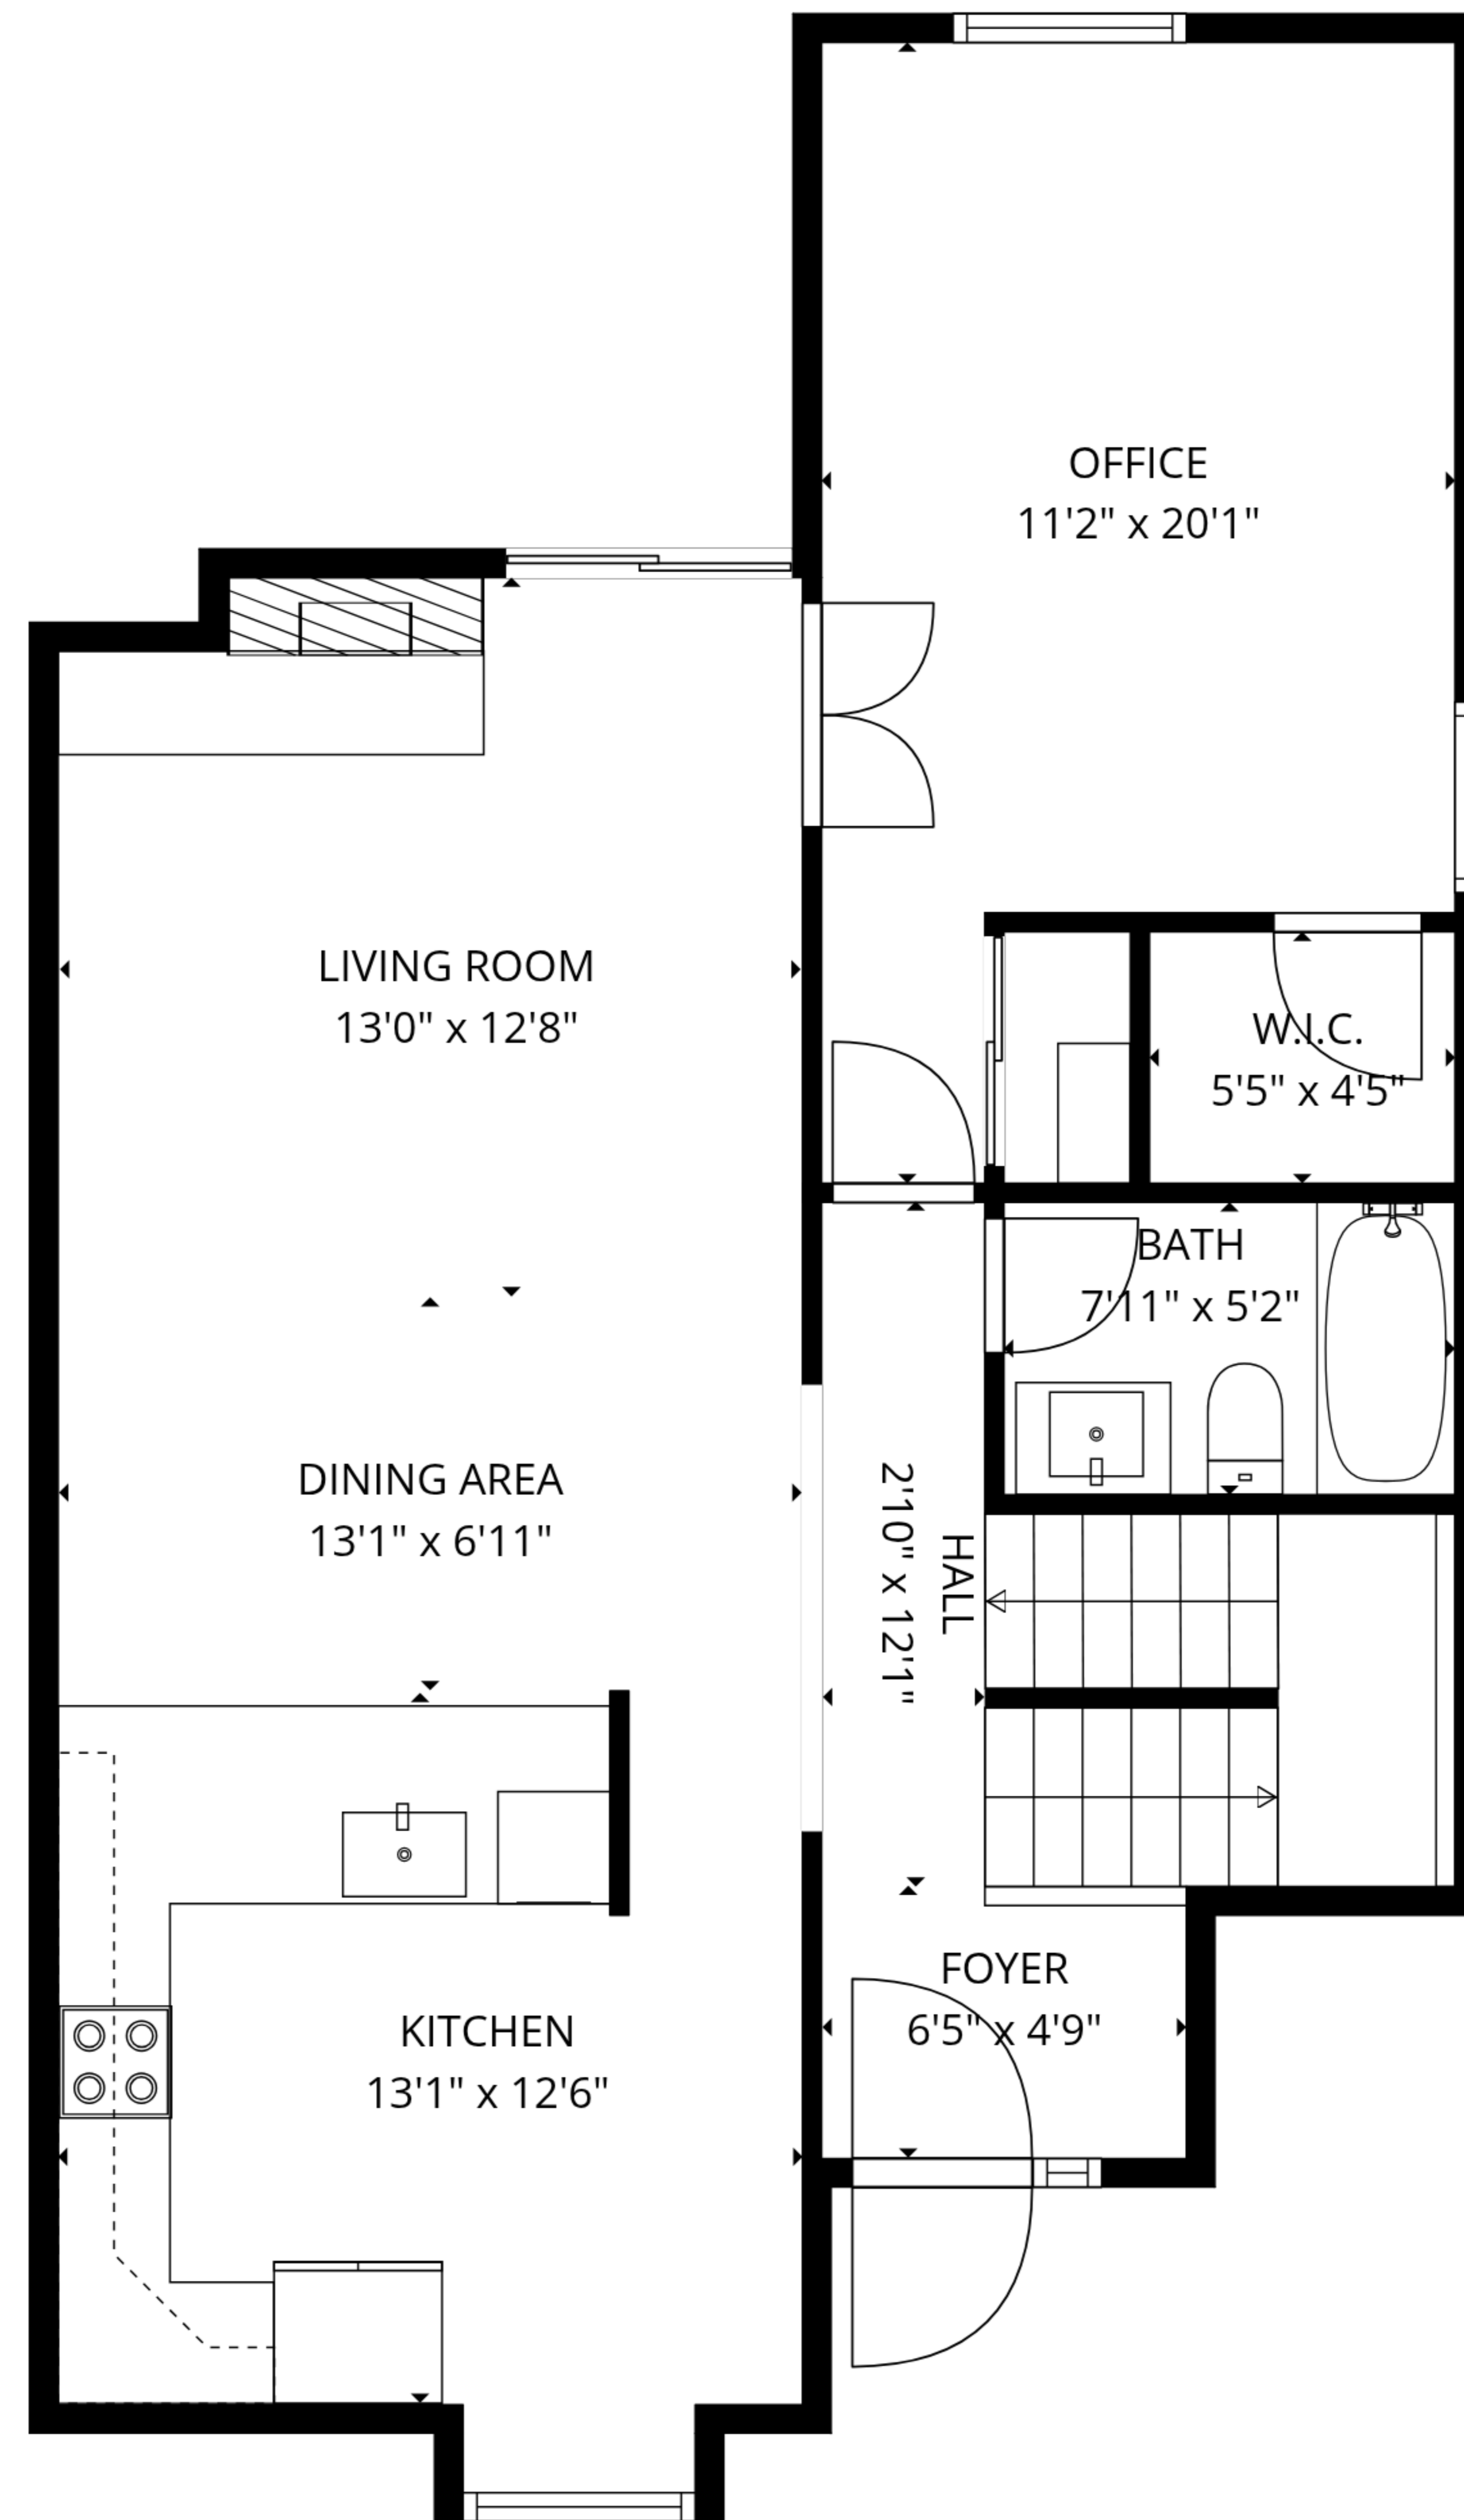 OFFICE
11'2" x 20'1"
LIVING ROOM
13'0" x 12'8"
W.I.C.
5'5" x 4'5"
BATH
7'11" x 5'2"
DINING AREA
13'1" x 6'11"
HALL
2'10" x 12'1"
FOYER
6'5" x 4'9"
KITCHEN
13'1" x 12'6"